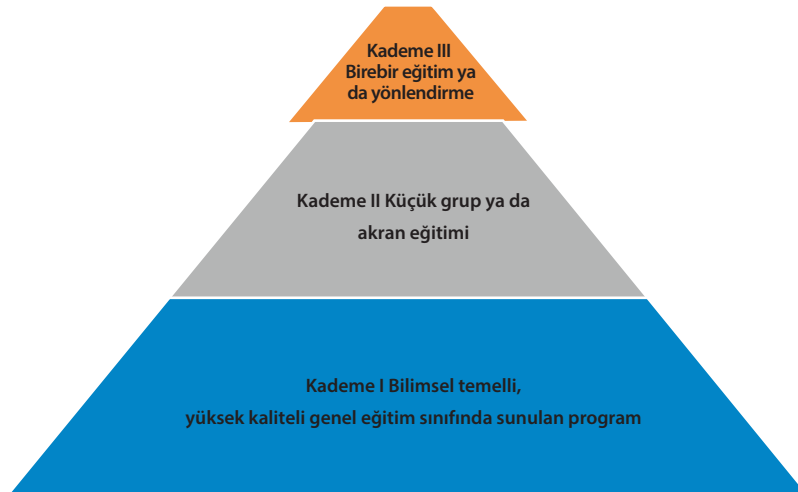 Kademe III
Birebir eğitim ya
da yönlendirme
Kademe II Küçük grup ya da
akran eğitimi
Kademe I Bilimsel temelli,
yüksek kaliteli genel eğitim sınıfında sunulan program